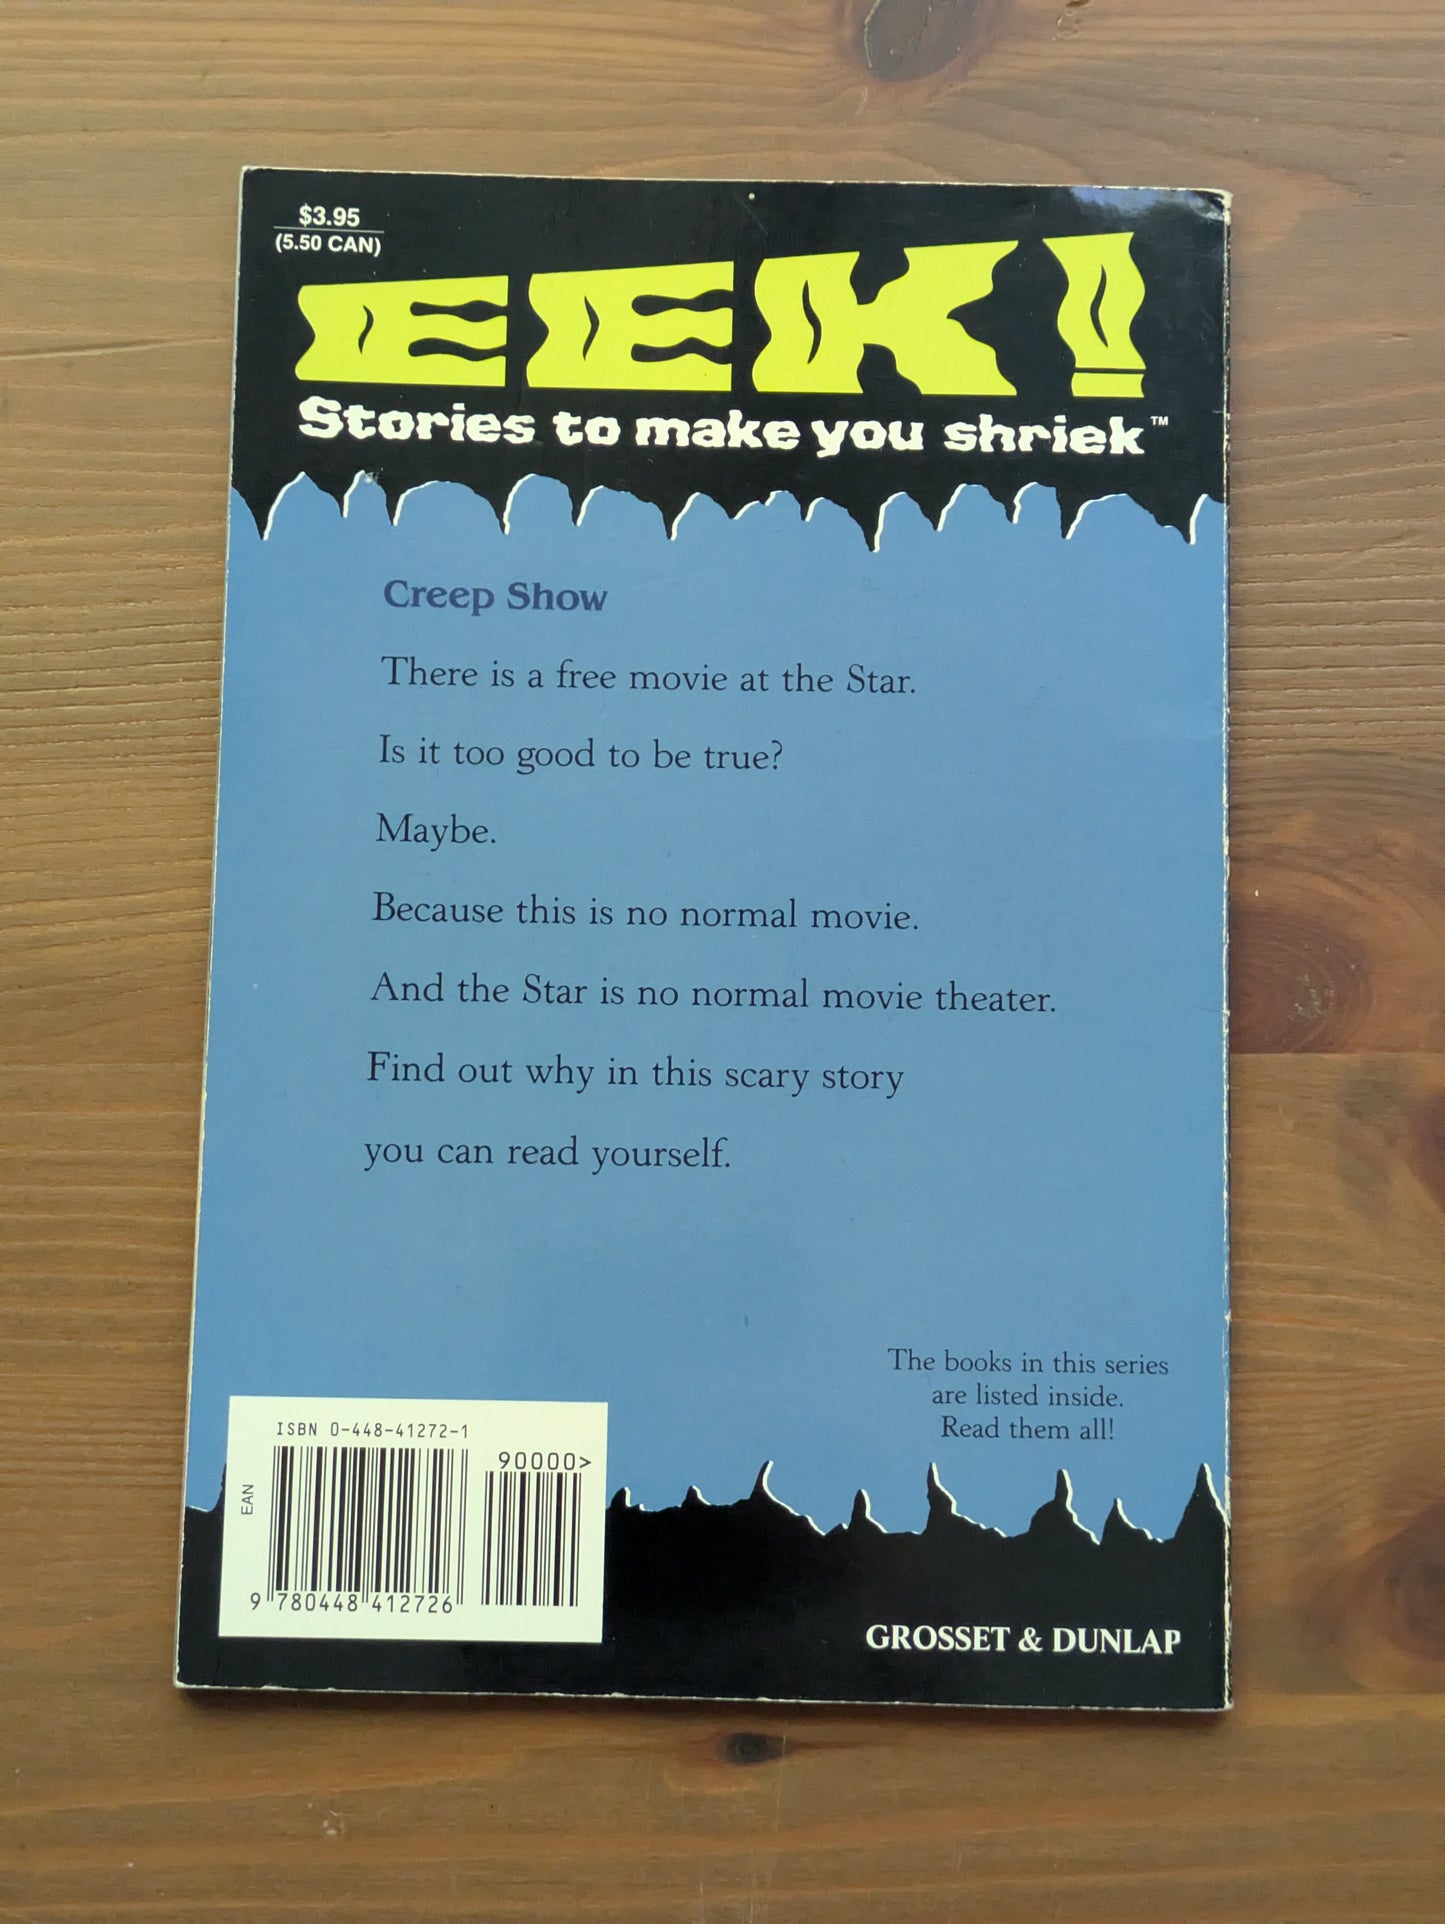 $3.95
(5.50 CAN)
EEK!
Stories to make you shriek™
Creep Show
There is a free movie at the Star.
Is it too good to be true?
Maybe.
Because this is no normal movie.
And the Star is no normal movie theater.
Find out why in this scary story
you can read yourself.
The books in this series
are listed inside.
Read them all!
ISBN 0-448-41272-1
90000>
EAN
9 780448 412726
GROSSET & DUNLAP